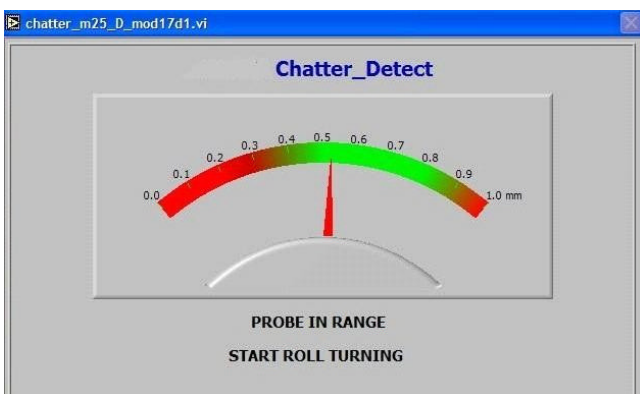 chatter_m25_D_mod17d1.vi
Chatter_Detect
0.0 0.1 0.2 0.3 0.4 0.5 0.6 0.7 0.8 0.9 1.0 mm
PROBE IN RANGE
START ROLL TURNING